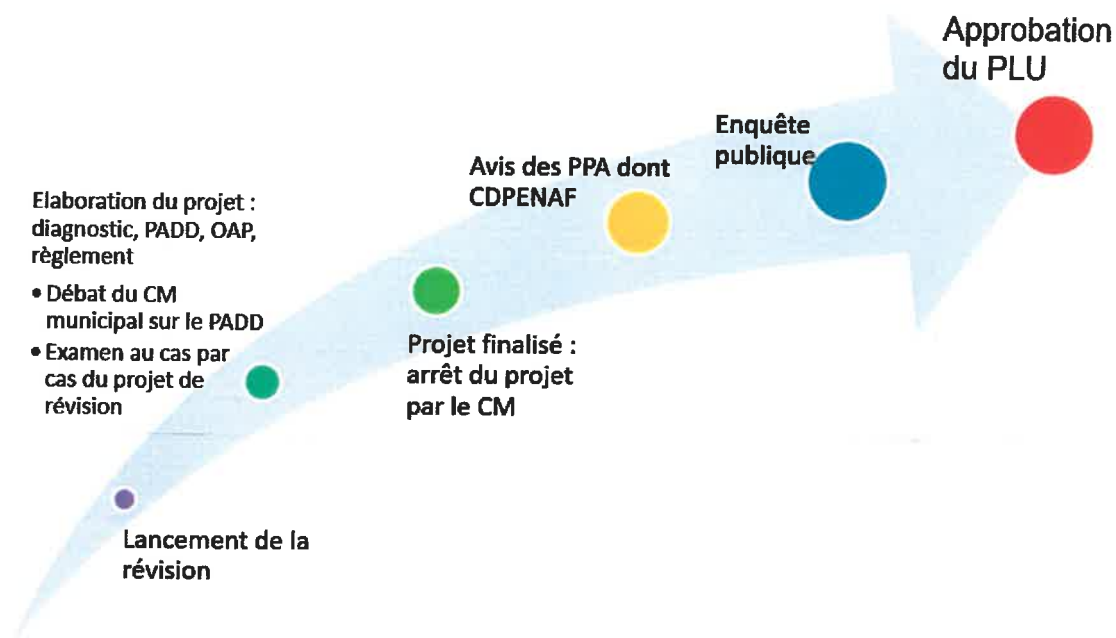 Approbation
du PLU
Enquête
publique
Avis des PPA dont
CDPENAF
Elaboration du projet :
diagnostic, PADD, OAP,
règlement
• Débat du CM
municipal sur le PADD
• Examen au cas par
cas du projet de
révision
Projet finalisé :
arrêt du projet
par le CM
Lancement de la
révision